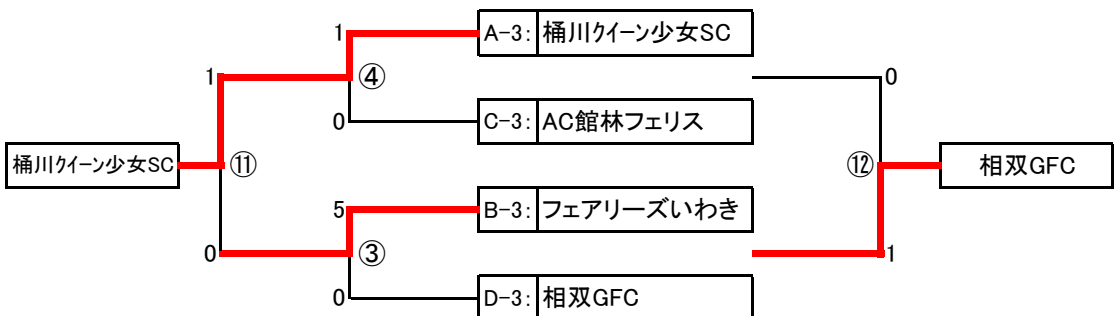 1
A-3: 桶川クイーン少女SC
1
④
0
0
C-3: AC館林フェリス
桶川クイーン少女SC
⑪
⑫
相双GFC
5
B-3: フェアリーズいわき
0
③
1
0
D-3: 相双GFC